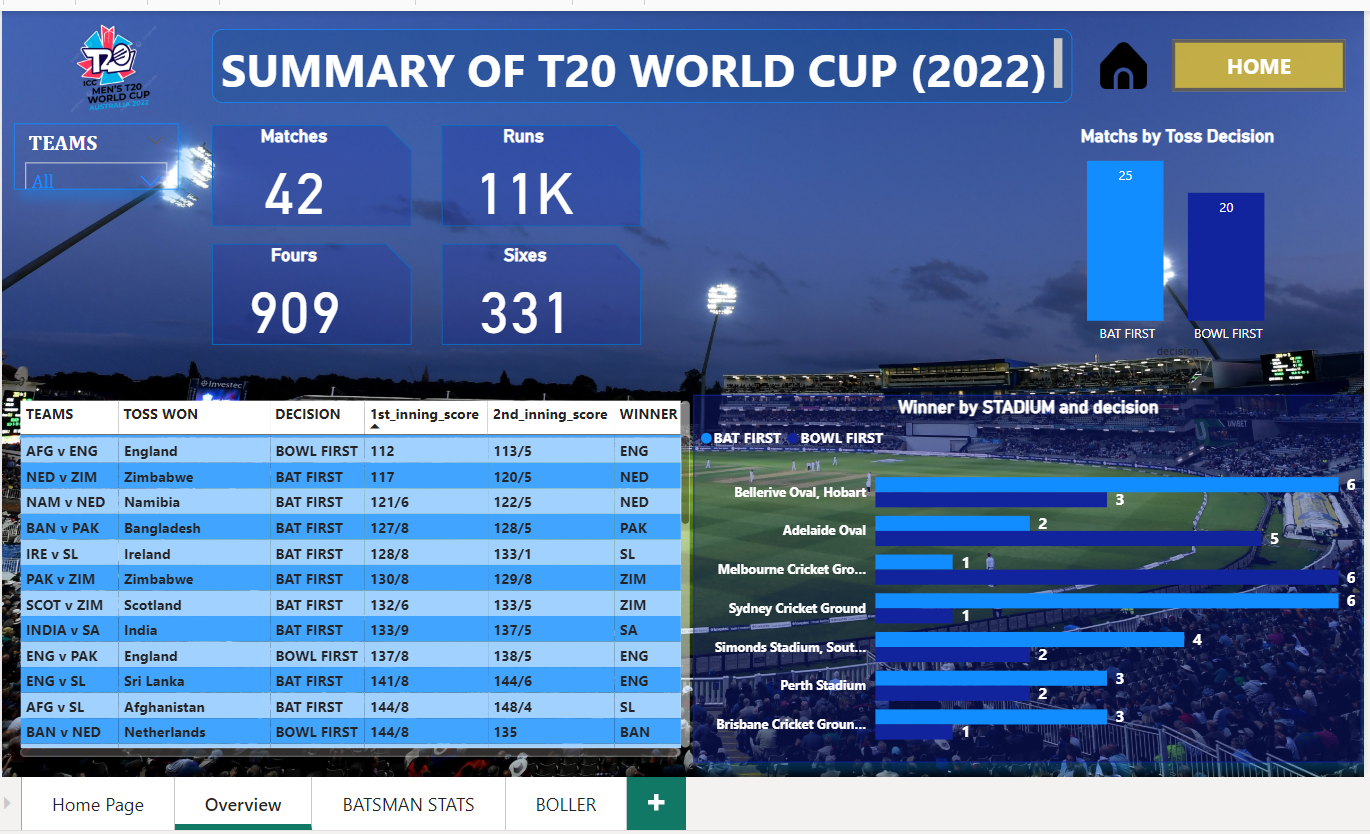 ICC
T20
MEN'S T20
WORLD CUP
AUSTRALIA 2022
SUMMARY OF T20 WORLD CUP (2022)
HOME
TEAMS
All
Matches
42
Runs
11K
Fours
909
Sixes
331
Matchs by Toss Decision
25
20
BAT FIRST BOWL FIRST
decision
Investec
TEAMS TOSS WON DECISION 1st_inning_score 2nd_inning_score WINNER
AFG v ENG England BOWL FIRST 112 113/5 ENG
NED v ZIM Zimbabwe BAT FIRST 117 120/5 NED
NAM v NED Namibia BAT FIRST 121/6 122/5 NED
BAN v PAK Bangladesh BAT FIRST 127/8 128/5 PAK
IRE v SL Ireland BAT FIRST 128/8 133/1 SL
PAK v ZIM Zimbabwe BAT FIRST 130/8 129/8 ZIM
SCOT v ZIM Scotland BAT FIRST 132/6 133/5 ZIM
INDIA v SA India BAT FIRST 133/9 137/5 SA
ENG v PAK England BOWL FIRST 137/8 138/5 ENG
ENG v SL Sri Lanka BAT FIRST 141/8 144/6 ENG
AFG v SL Afghanistan BAT FIRST 144/8 148/4 SL
BAN v NED Netherlands BOWL FIRST 144/8 135 BAN
Winner by STADIUM and decision
BAT FIRST BOWL FIRST
Bellerive Oval, Hobart 6
3
Adelaide Oval 2
5
Melbourne Cricket Gro... 1
6
Sydney Cricket Ground 6
1
Simonds Stadium, Sout... 4
2
Perth Stadium 3
2
Brisbane Cricket Groun... 3
1
Home Page Overview BATSMAN STATS BOLLER +